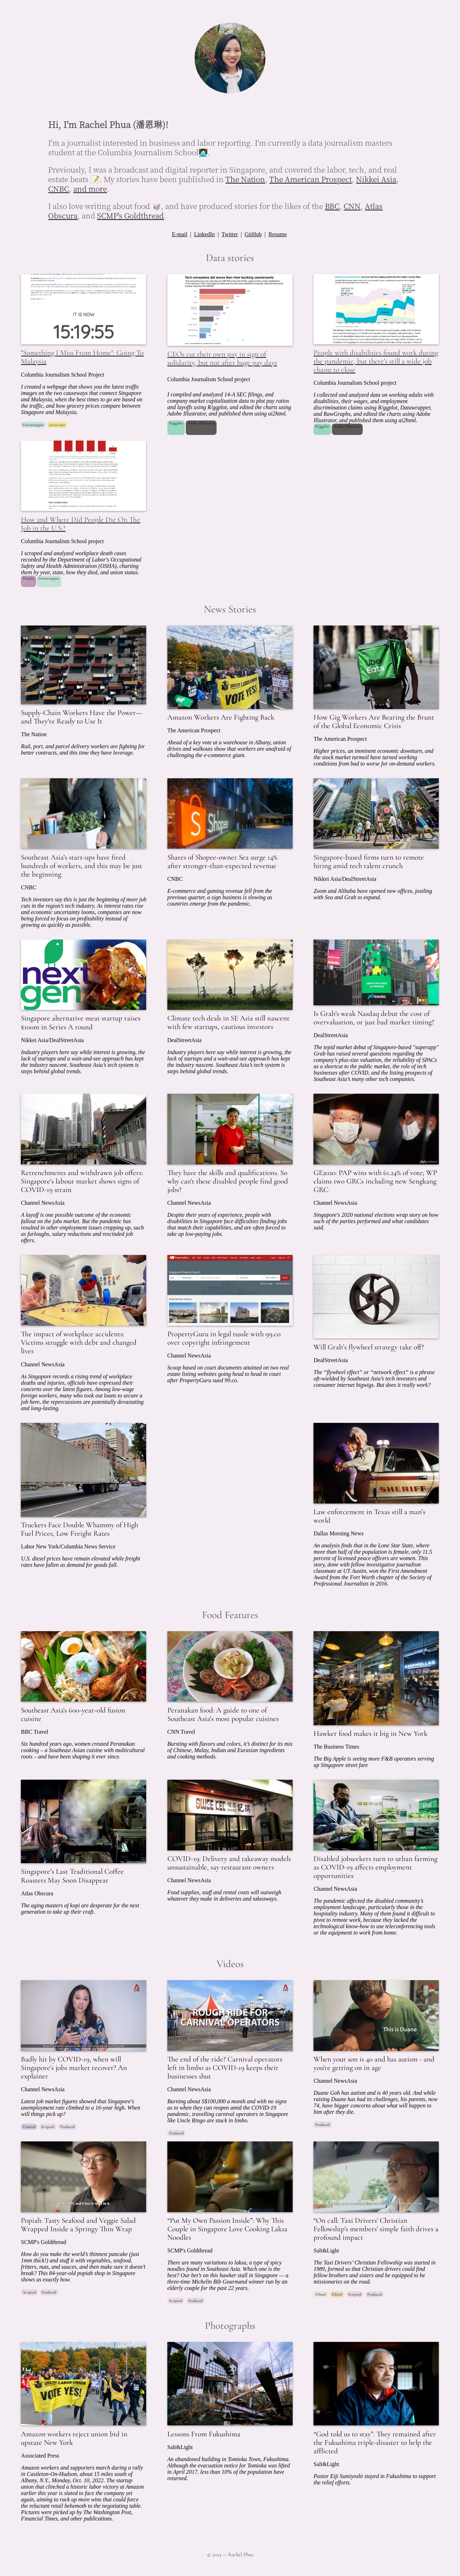 Hi, I'm Rachel Phua (潘恩琳)!
I'm a journalist interested in business and labor reporting. I'm currently a data journalism masters
student at the Columbia Journalism School👩🏻‍💻.
Previously, I was a broadcast and digital reporter in Singapore, and covered the labor, tech, and real
estate beats 📝. My stories have been published in The Nation, The American Prospect, Nikkei Asia,
CNBC, and more.
I also love writing about food 🥡, and have produced stories for the likes of the BBC, CNN, Atlas
Obscura, and SCMP's Goldthread.
E-mail | LinkedIn | Twitter | GitHub | Resume
Data stories
IT IS NOW
15:19:55
"Something I Miss From Home": Going To
Malaysia
Columbia Journalism School Project
I created a webpage that shows the latest traffic
images on the two causeways that connect Singapore
and Malaysia, when the best times to go are based on
the traffic, and how grocery prices compare between
Singapore and Malaysia.
Datawrapper Javascript
Tech companies did worse than their banking counterparts
CEOs cut their own pay in sign of
solidarity, but not after huge pay days
Columbia Journalism School project
I compiled and analyzed 14-A SEC filings, and
market capitalization data to plot pay ratios
and layoffs using R/ggplot, edited the charts using
Adobe Illustrator, and published them using ai2html.
R/ggplot
People with disabilities found work during
the pandemic, but there's still a wide job
chasm to close
Columbia Journalism School project
I collected and analyzed data on working adults with
disabilities, their wages, and employment
discrimination claims using R/ggplot, Datawrapper,
and RawGraphs, and edited the charts using Adobe
Illustrator, and published them using ai2html.
R/ggplot
How and Where Did People Die On The
Job in the U.S.?
Columbia Journalism School project
I scraped and analyzed workplace death cases
recorded by the Department of Labor's Occupational
Safety and Health Administration (OSHA), charting
them by year, state, how they died, and union status.
Pandas Datawrapper
News Stories
Supply-Chain Workers Have the Power—
and They're Ready to Use It
The Nation
Rail, port, and parcel delivery workers are fighting for
better contracts, and this time they have leverage.
VOTE YES!
Amazon Workers Are Fighting Back
The American Prospect
Ahead of a key vote at a warehouse in Albany, union
drives and walkouts show that workers are unafraid of
challenging the e-commerce giant.
Uber
Eats
How Gig Workers Are Bearing the Brunt
of the Global Economic Crisis
The American Prospect
Higher prices, an imminent economic downturn, and
the stock market turmoil have turned working
conditions from bad to worse for on-demand workers.
Southeast Asia's start-ups have fired
hundreds of workers, and this may be just
the beginning
CNBC
Tech investors say this is just the beginning of more job
cuts in the region's tech industry. As interest rates rise
and economic uncertainty looms, companies are now
being forced to focus on profitability instead of
growing as quickly as possible.
Shopee
Shares of Shopee-owner Sea surge 14%
after stronger-than-expected revenue
CNBC
E-commerce and gaming revenue fell from the
previous quarter, a sign business is slowing as
countries emerge from the pandemic.
Singapore-based firms turn to remote
hiring amid tech talent crunch
Nikkei Asia/DealStreetAsia
Zoom and Alibaba have opened new offices, jostling
with Sea and Grab to expand.
next
gen
Singapore alternative meat startup raises
$100m in Series A round
Nikkei Asia/DealStreetAsia
Industry players here say while interest is growing, the
lack of startups and a wait-and-see approach has kept
the industry nascent. Southeast Asia's tech system is
steps behind global trends.
Climate tech deals in SE Asia still nascent
with few startups, cautious investors
DealStreetAsia
Industry players here say while interest is growing, the
lack of startups and a wait-and-see approach has kept
the industry nascent. Southeast Asia's tech system is
steps behind global trends.
Is Grab's weak Nasdaq debut the cost of
overvaluation, or just bad market timing?
DealStreetAsia
The tepid market debut of Singapore-based "superapp"
Grab has raised several questions regarding the
company's plus-size valuation, the reliability of SPACs
as a shortcut to the public market, the role of tech
businesses after COVID, and the listing prospects of
Southeast Asia's many other tech companies.
Retrenchments and withdrawn job offers:
Singapore's labour market shows signs of
COVID-19 strain
Channel NewsAsia
A layoff is one possible outcome of the economic
fallout on the jobs market. But the pandemic has
resulted in other employment issues cropping up, such
as furloughs, salary reductions and rescinded job
offers.
They have the skills and qualifications. So
why can't these disabled people find good
jobs?
Channel NewsAsia
Despite their years of experience, people with
disabilities in Singapore face difficulties finding jobs
that match their capabilities, and are often forced to
take up low-paying jobs.
GE2020: PAP wins with 61.24% of vote; WP
claims two GRCs including new Sengkang
GRC
Channel NewsAsia
Singapore's 2020 national elections wrap story on how
each of the parties performed and what candidates
said.
The impact of workplace accidents:
Victims struggle with debt and changed
lives
Channel NewsAsia
As Singapore records a rising trend of workplace
deaths and injuries, officials have expressed their
concerns over the latest figures. Among low-wage
foreign workers, many who took out loans to secure a
job here, the repercussions are potentially devastating
and long-lasting.
PropertyGuru in legal tussle with 99.co
over copyright infringement
Channel NewsAsia
Scoop based on court documents attained on two real
estate listing websites going head to head in court
after PropertyGuru sued 99.co.
Will Grab's flywheel strategy take off?
DealStreetAsia
The "flywheel effect" or "network effect" is a phrase
oft-wielded by Southeast Asia's tech investors and
consumer internet bigwigs. But does it really work?
Truckers Face Double Whammy of High
Fuel Prices, Low Freight Rates
Labor New York/Columbia News Service
U.S. diesel prices have remain elevated while freight
rates have fallen as demand for goods fall.
SHERIFF
Law enforcement in Texas still a man's
world
Dallas Morning News
An analysis finds that in the Lone Star State, where
more than half of the population is female, only 11.5
percent of licensed peace officers are women. This
story, done with fellow investigative journalism
classmate at UT Austin, won the First Amendment
Award from the Fort Worth chapter of the Society of
Professional Journalists in 2016.
Food Features
Southeast Asia's 600-year-old fusion
cuisine
BBC Travel
Six hundred years ago, women created Peranakan
cooking – a Southeast Asian cuisine with multicultural
roots – and have been shaping it ever since.
Peranakan food: A guide to one of
Southeast Asia's most popular cuisines
CNN Travel
Bursting with flavors and colors, it's distinct for its mix
of Chinese, Malay, Indian and Eurasian ingredients
and cooking methods.
Hawker food makes it big in New York
The Business Times
The Big Apple is seeing more F&B operators serving
up Singapore street fare
Singapore's Last Traditional Coffee
Roasters May Soon Disappear
Atlas Obscura
The aging masters of kopi are desperate for the next
generation to take up their craft.
SWEE KEE
COVID-19: Delivery and takeaway models
unsustainable, say restaurant owners
Channel NewsAsia
Food supplies, staff and rental costs will outweigh
whatever they make in deliveries and takeaways.
Disabled jobseekers turn to urban farming
as COVID-19 affects employment
opportunities
Channel NewsAsia
The pandemic affected the disabled community's
employment landscape, particularly those in the
hospitality industry. Many of them found it difficult to
pivot to remote work, because they lacked the
technological know-how to use teleconferencing tools
or the equipment to work from home.
Videos
Badly hit by COVID-19, when will
Singapore's jobs market recover? An
explainer
Channel NewsAsia
Latest job market figures showed that Singapore's
unemployment rate climbed to a 16-year high. When
will things pick up?
Fronted Scripted Produced
ROUGH RIDE FOR
CARNIVAL OPERATORS
The end of the ride? Carnival operators
left in limbo as COVID-19 keeps their
businesses shut
Channel NewsAsia
Burning about S$100,000 a month and with no signs
as to when they can reopen amid the COVID-19
pandemic, travelling carnival operators in Singapore
like Uncle Ringo are stuck in limbo.
Produced
This is Duane
When your son is 40 and has autism - and
you're getting on in age
Channel NewsAsia
Duane Goh has autism and is 40 years old. And while
raising Duane has had its challenges, his parents, now
74, have bigger concerns about what will happen to
him after they die.
Produced
Popiah: Tasty Seafood and Veggie Salad
Wrapped Inside a Springy Thin Wrap
SCMP's Goldthread
How do you make the world's thinnest pancake (just
1mm thick!) and stuff it with vegetables, seafood,
fritters, nuts, and sauces, and then make sure it doesn't
break? This 84-year-old popiah shop in Singapore
shows us exactly how.
Scripted Produced
"Put My Own Passion Inside": Why This
Couple in Singapore Love Cooking Laksa
Noodles
SCMP's Goldthread
There are many variations to laksa, a type of spicy
noodles found in Southeast Asia. Which one is the
best? Our bet's on this hawker stall in Singapore — a
three-time Michelin Bib Gourmand winner run by an
elderly couple for the past 22 years.
Scripted Produced
"On call: Taxi Drivers' Christian
Fellowship's members' simple faith drives a
profound impact
Salt&Light
The Taxi Drivers' Christian Fellowship was started in
1989, formed so that Christian drivers could find
fellow brothers and sisters and be equipped to be
missionaries on the road.
Filmed Edited Scripted Produced
Photographs
VOTE YES!
Amazon workers reject union bid in
upstate New York
Associated Press
Amazon workers and supporters march during a rally
in Castleton-On-Hudson, about 15 miles south of
Albany, N.Y., Monday, Oct. 10, 2022. The startup
union that clinched a historic labor victory at Amazon
earlier this year is slated to face the company yet
again, aiming to rack up more wins that could force
the reluctant retail behemoth to the negotiating table.
Pictures were picked up by The Washington Post,
Financial Times, and other publications.
Lessons From Fukushima
Salt&Light
An abandoned building in Tomioka Town, Fukushima.
Although the evacuation notice for Tomioka was lifted
in April 2017, less than 10% of the population have
returned.
"God told us to stay": They remained after
the Fukushima triple-disaster to help the
afflicted
Salt&Light
Pastor Eiji Sumiyoshi stayed in Fukushima to support
the relief efforts.
© 2023 — Rachel Phua